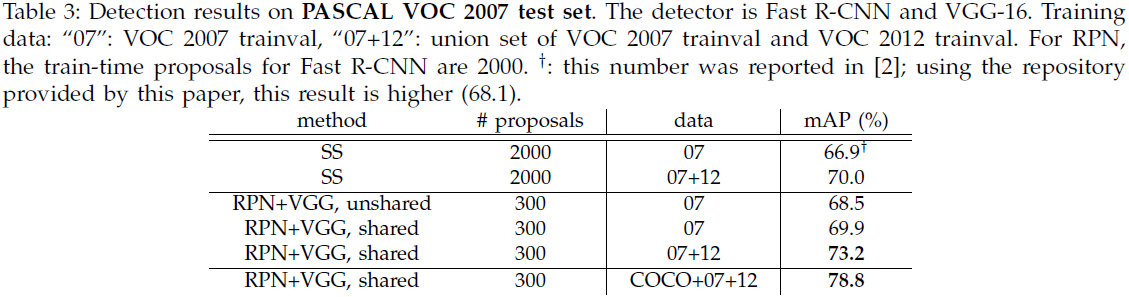 Table 3: Detection results on PASCAL VOC 2007 test set. The detector is Fast R-CNN and VGG-16. Training
data: “07”: VOC 2007 trainval, “07+12”: union set of VOC 2007 trainval and VOC 2012 trainval. For RPN,
the train-time proposals for Fast R-CNN are 2000. †: this number was reported in [2]; using the repository
provided by this paper, this result is higher (68.1).
method # proposals data mAP (%)
SS 2000 07 66.9†
SS 2000 07+12 70.0
RPN+VGG, unshared 300 07 68.5
RPN+VGG, shared 300 07 69.9
RPN+VGG, shared 300 07+12 73.2
RPN+VGG, shared 300 COCO+07+12 78.8